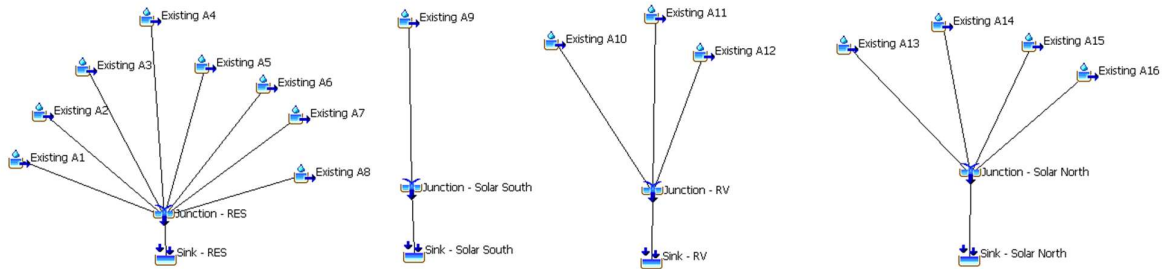 Existing A4
Existing A3
Existing A5
Existing A2
Existing A6
Existing A7
Existing A1
Existing A8
Junction - RES
Sink - RES
Existing A9
Junction - Solar South
Sink - Solar South
Existing A11
Existing A10
Existing A12
Junction - RV
Sink - RV
Existing A14
Existing A13
Existing A15
Existing A16
Junction - Solar North
Sink - Solar North